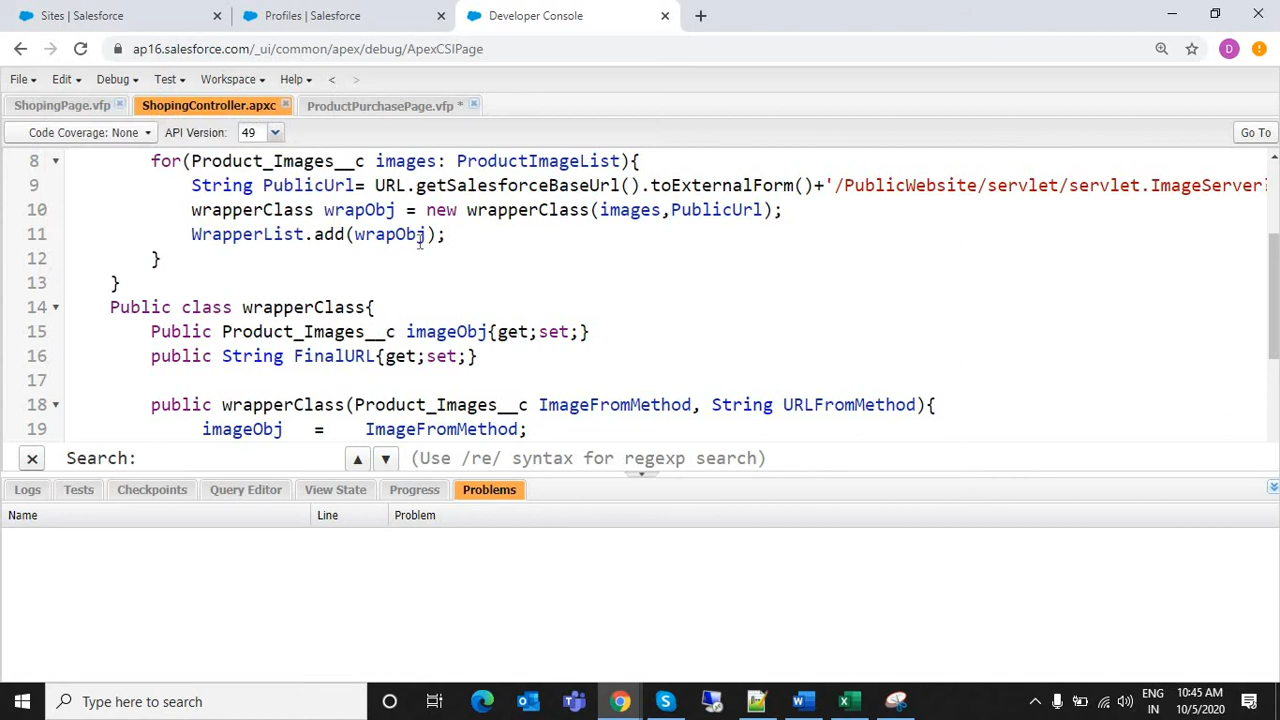 Sites | Salesforce
Profiles | Salesforce
Developer Console
ap16.salesforce.com/_ui/common/apex/debug/ApexCSIPage
D
File Edit Debug Test Workspace Help < >
ShopingPage.vfp ShopingController.apxc ProductPurchasePage.vfp *
Code Coverage: None API Version: 49 Go To
8 for(Product_Images__c images: ProductImageList){
9 String PublicUrl= URL.getSalesforceBaseUrl().toExternalForm()+'/PublicWebsite/servlet/servlet.ImageServer?
10 wrapperClass wrapObj = new wrapperClass(images,PublicUrl);
11 WrapperList.add(wrapObj);
12 }
13 }
14 Public class wrapperClass{
15 Public Product_Images__c imageObj{get;set;}
16 public String FinalURL{get;set;}
17
18 public wrapperClass(Product_Images__c ImageFromMethod, String URLFromMethod){
19 imageObj = ImageFromMethod;
Search: (Use /re/ syntax for regexp search)
Logs Tests Checkpoints Query Editor View State Progress Problems
Name Line Problem
Type here to search
ENG
IN
10:45 AM
10/5/2020